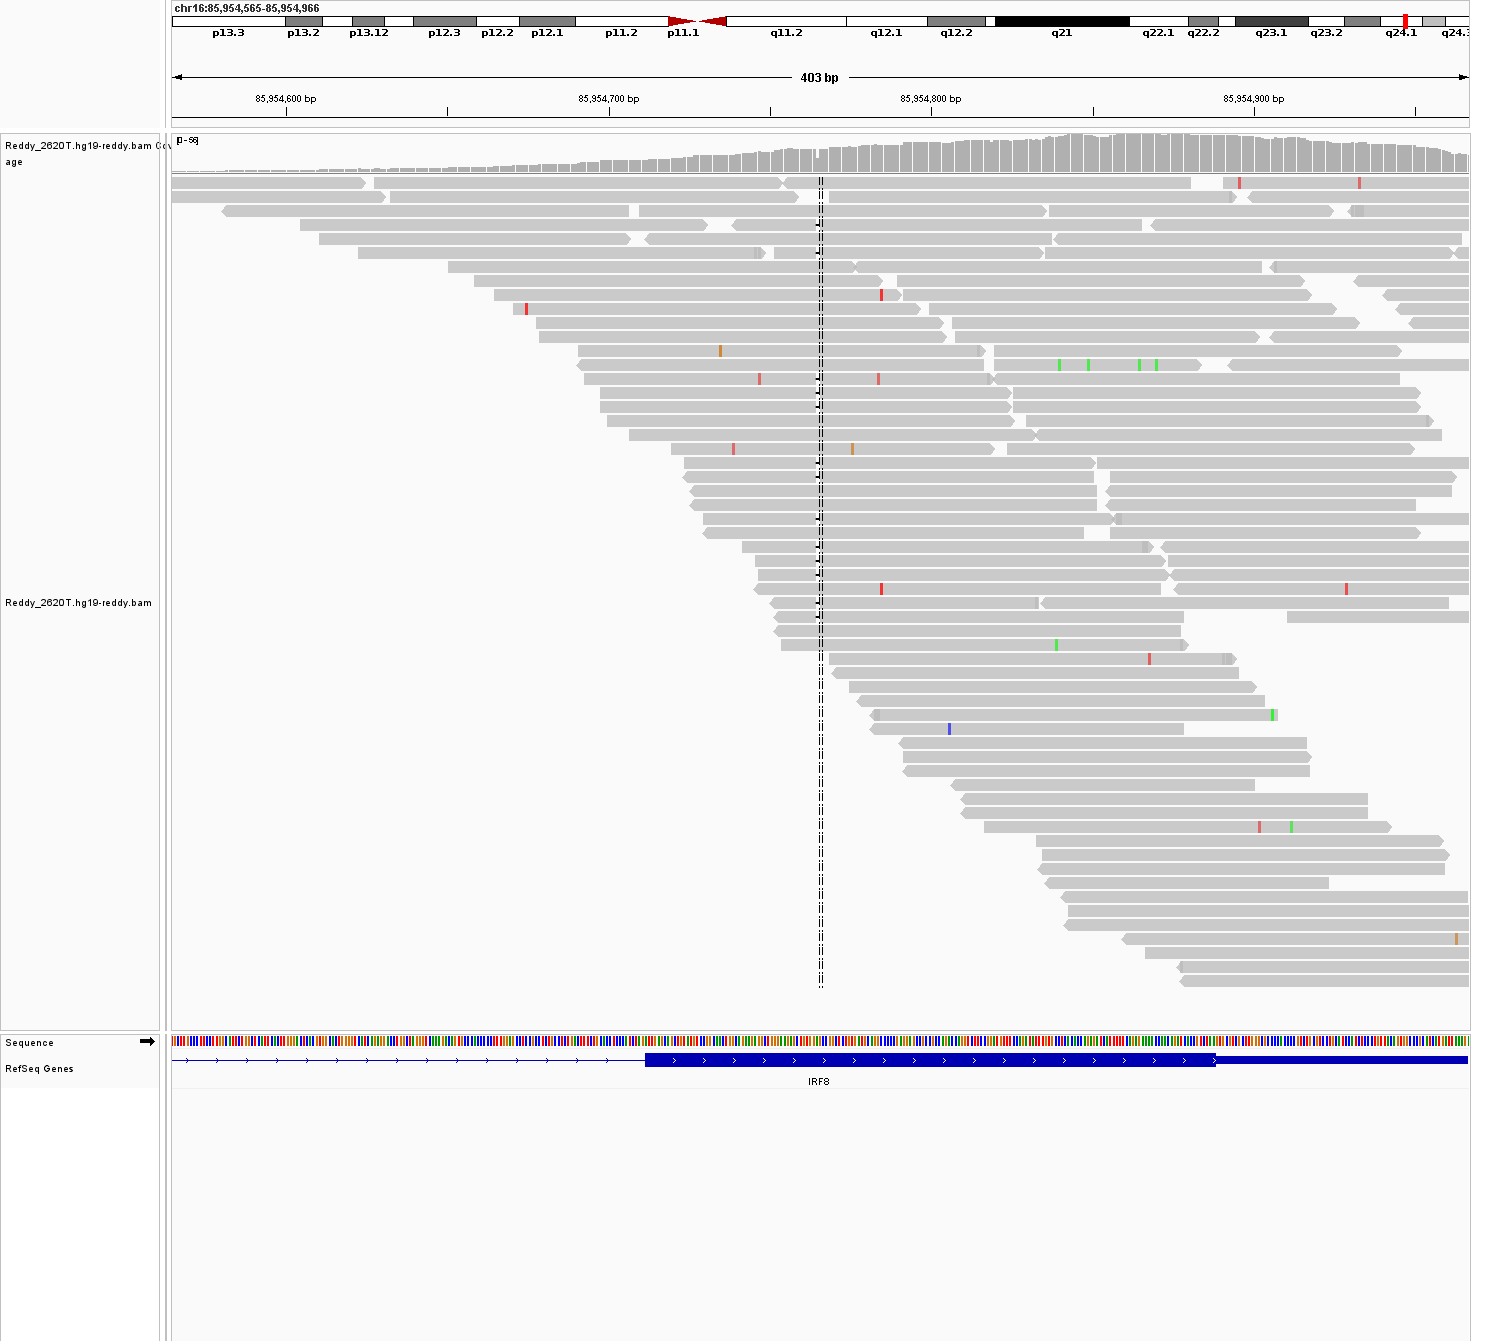 chr16:85,954,565-85,954,966
p13.3 p13.2 p13.12 p12.3 p12.2 p12.1 p11.2 p11.1 q11.2 q12.1 q12.2 q21 q22.1 q22.2 q23.1 q23.2 q24.1 q24.3
403 bp
85,954,600 bp 85,954,700 bp 85,954,800 bp 85,954,900 bp
Reddy_2620T.hg19-reddy.bam Cov
age
Reddy_2620T.hg19-reddy.bam
Sequence
RefSeq Genes
IRF8